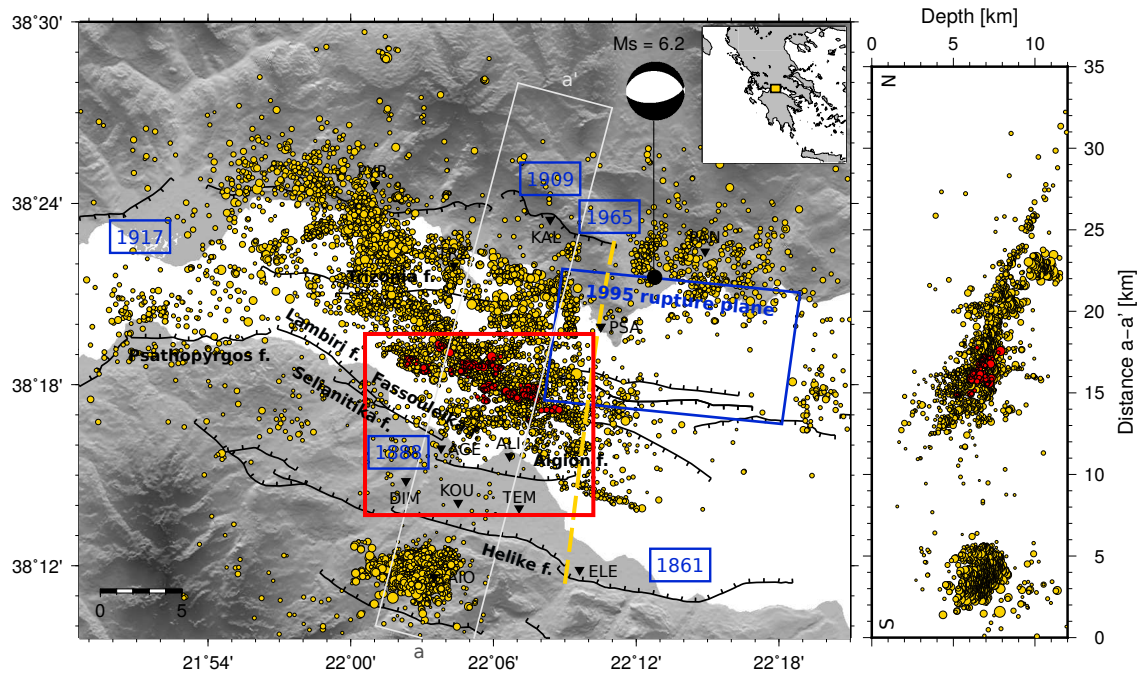 Depth [km]
0 5 10
38°30'
38°24'
38°18'
38°12'
21°54' 22°00' 22°06' 22°12' 22°18'
Ms = 6.2
a'
1909
1965
1917
KAL
PSA
1995 rupture plane
Lambiri f.
Psathopyrgos f.
Fassouleika f.
Selianitika f.
1888
AGE
ALI
Aigion f.
DIM
KOU
TEM
Helike f.
ELE
1861
AIO
0 5
a
N
S
35
30
25
20
15
10
5
0
Distance a-a'  [km]